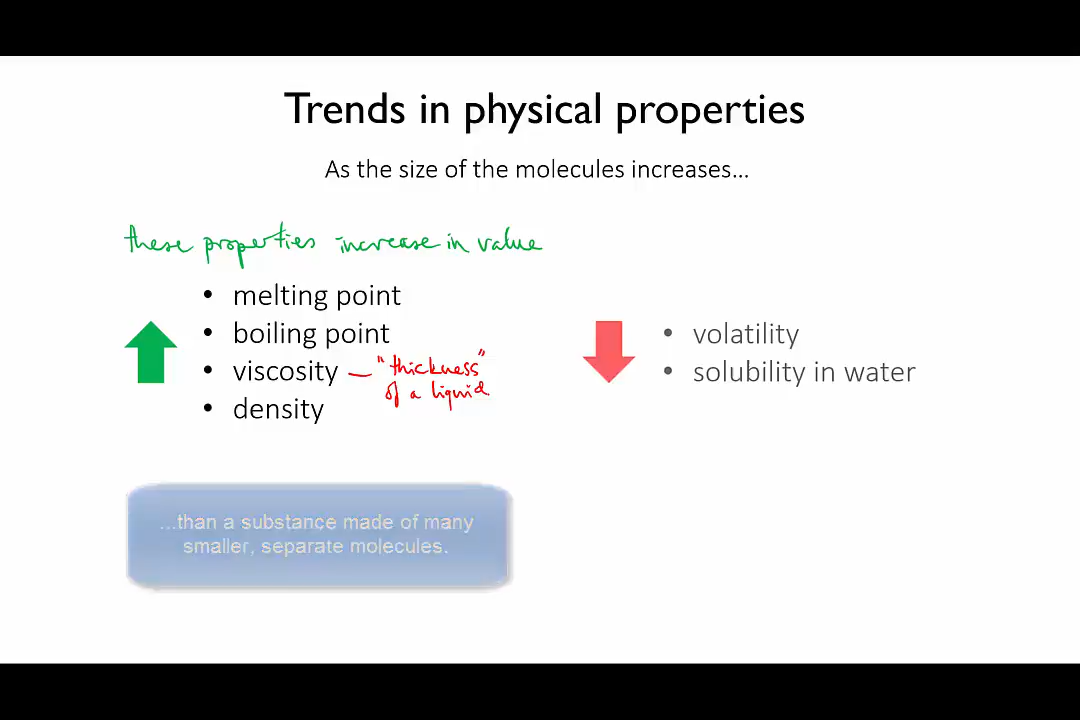 Trends in physical properties
As the size of the molecules increases...
these properties increase in value
• melting point
• boiling point
• viscosity — "thickness"
of a liquid
• density
• volatility
• solubility in water
...than a substance made of many
smaller, separate molecules.